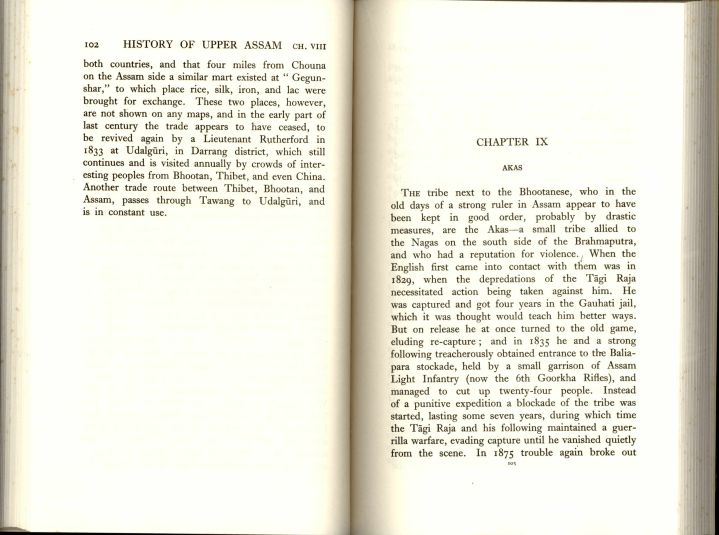 102 HISTORY OF UPPER ASSAM CH. VIII
both countries, and that four miles from Chouna
on the Assam side a similar mart existed at “ Gegun-
shar,” to which place rice, silk, iron, and lac were
brought for exchange. These two places, however,
are not shown on any maps, and in the early part of
last century the trade appears to have ceased, to
be revived again by a Lieutenant Rutherford in
1833 at Udalgūri, in Darrang district, which still
continues and is visited annually by crowds of inter-
esting peoples from Bhootan, Thibet, and even China.
Another trade route between Thibet, Bhootan, and
Assam, passes through Tawang to Udalgūri, and
is in constant use.
CHAPTER IX
AKAS
THE tribe next to the Bhootanese, who in the
old days of a strong ruler in Assam appear to have
been kept in good order, probably by drastic
measures, are the Akas—a small tribe allied to
the Nagas on the south side of the Brahmaputra,
and who had a reputation for violence. When the
English first came into contact with them was in
1829, when the depredations of the Tāgi Raja
necessitated action being taken against him. He
was captured and got four years in the Gauhati jail,
which it was thought would teach him better ways.
But on release he at once turned to the old game,
eluding re-capture ; and in 1835 he and a strong
following treacherously obtained entrance to the Balia-
para stockade, held by a small garrison of Assam
Light Infantry (now the 6th Goorkha Rifles), and
managed to cut up twenty-four people. Instead
of a punitive expedition a blockade of the tribe was
started, lasting some seven years, during which time
the Tāgi Raja and his following maintained a guer-
rilla warfare, evading capture until he vanished quietly
from the scene. In 1875 trouble again broke out
103